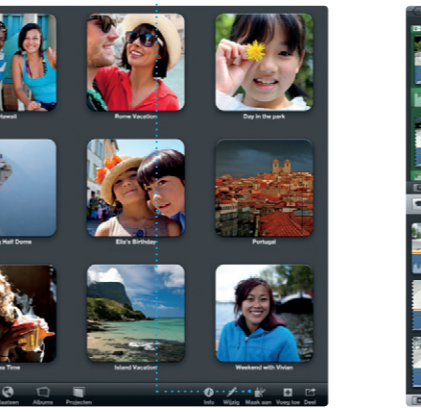 Hawaii Rome Vacation Day in the park
Half Dome Ella's Birthday Portugal
Time Island Vacation Weekend with Vivian
Albums Projecten Info Wijzig Maak aan Voeg toe Deel